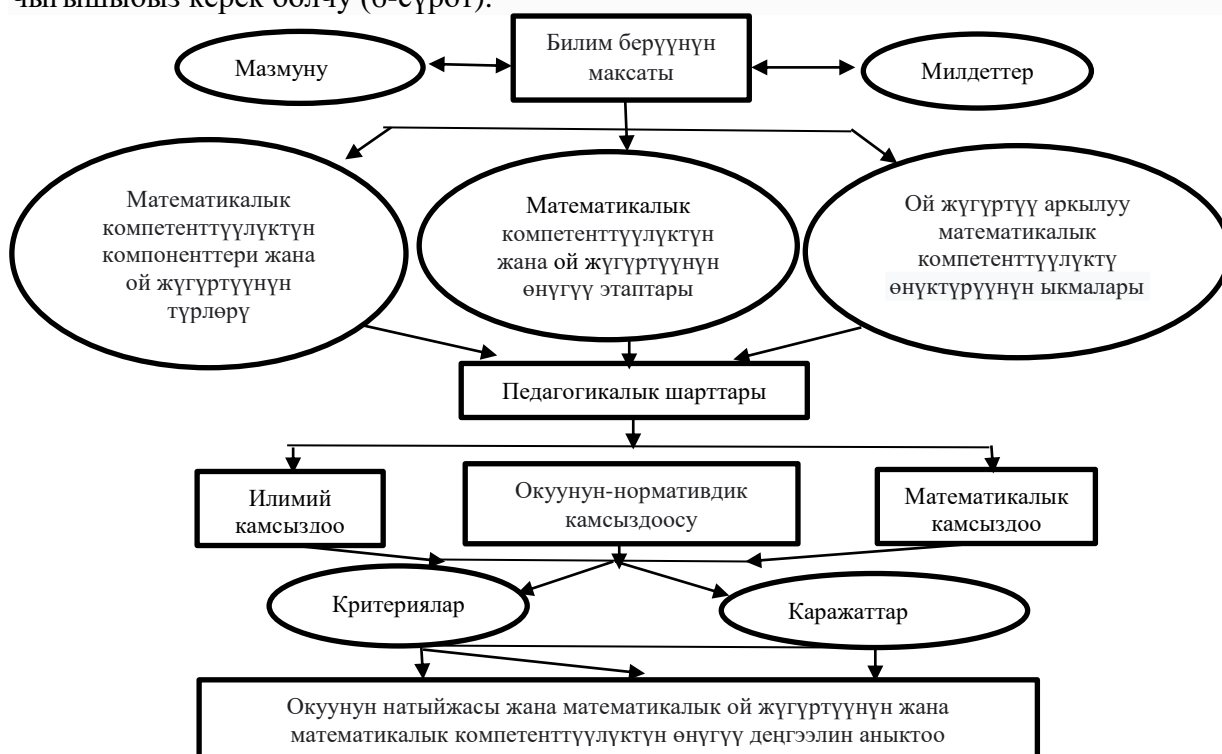 чыгышыбыз керек болчу (6-сүрөт).
Мазмуну
Билим берүүнүн
максаты
Милдеттер
Математикалык
компетенттүүлүктүн
компоненттери жана
ой жүгүртүүнүн
түрлөрү
Математикалык
компетенттүүлүктүн
жана ой жүгүртүүнүн
өнүгүү этаптары
Ой жүгүртүү аркылуу
математикалык
компетенттүүлүктү
өнүктүрүүнүн ыкмалары
Педагогикалык шарттары
Илимий
камсыздоо
Окуунун-нормативдик
камсыздоосу
Математикалык
камсыздоо
Критериялар
Каражаттар
Окуунун натыйжасы жана математикалык ой жүгүртүүнүн жана
математикалык компетенттүүлүктүн өнүгүү деңгээлин аныктоо